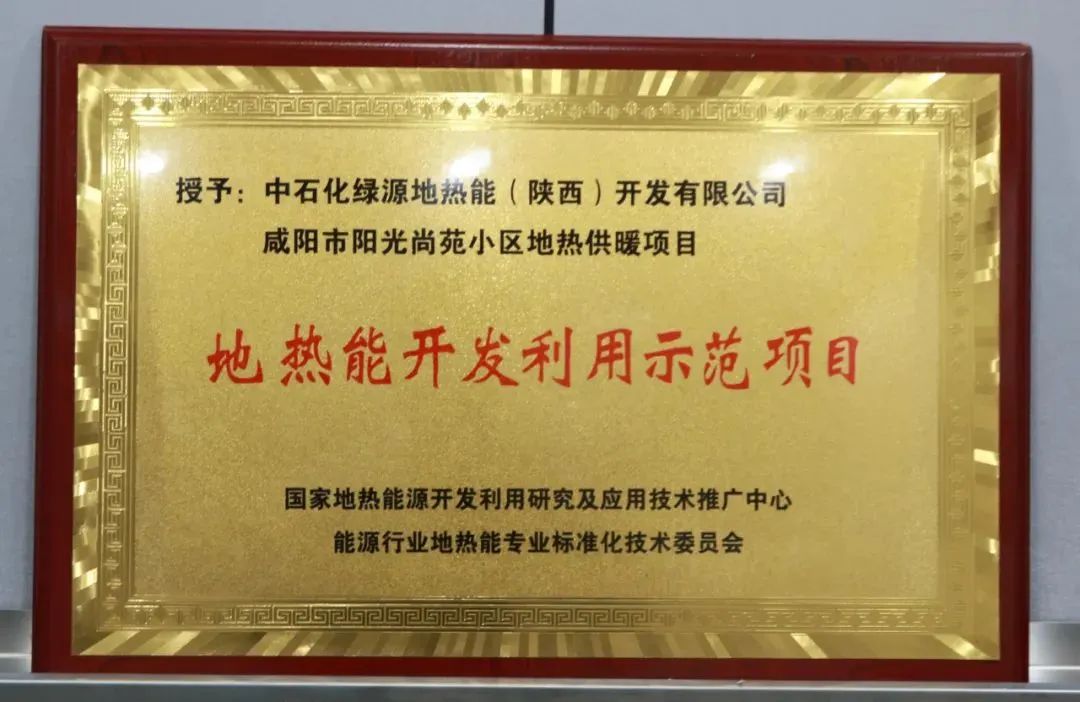 授予：中石化绿源地热能（陕西）开发有限公司
咸阳市阳光尚苑小区地热供暖项目
地热能开发利用示范项目
国家地热能源开发利用研究及应用技术推广中心
能源行业地热能专业标准化技术委员会